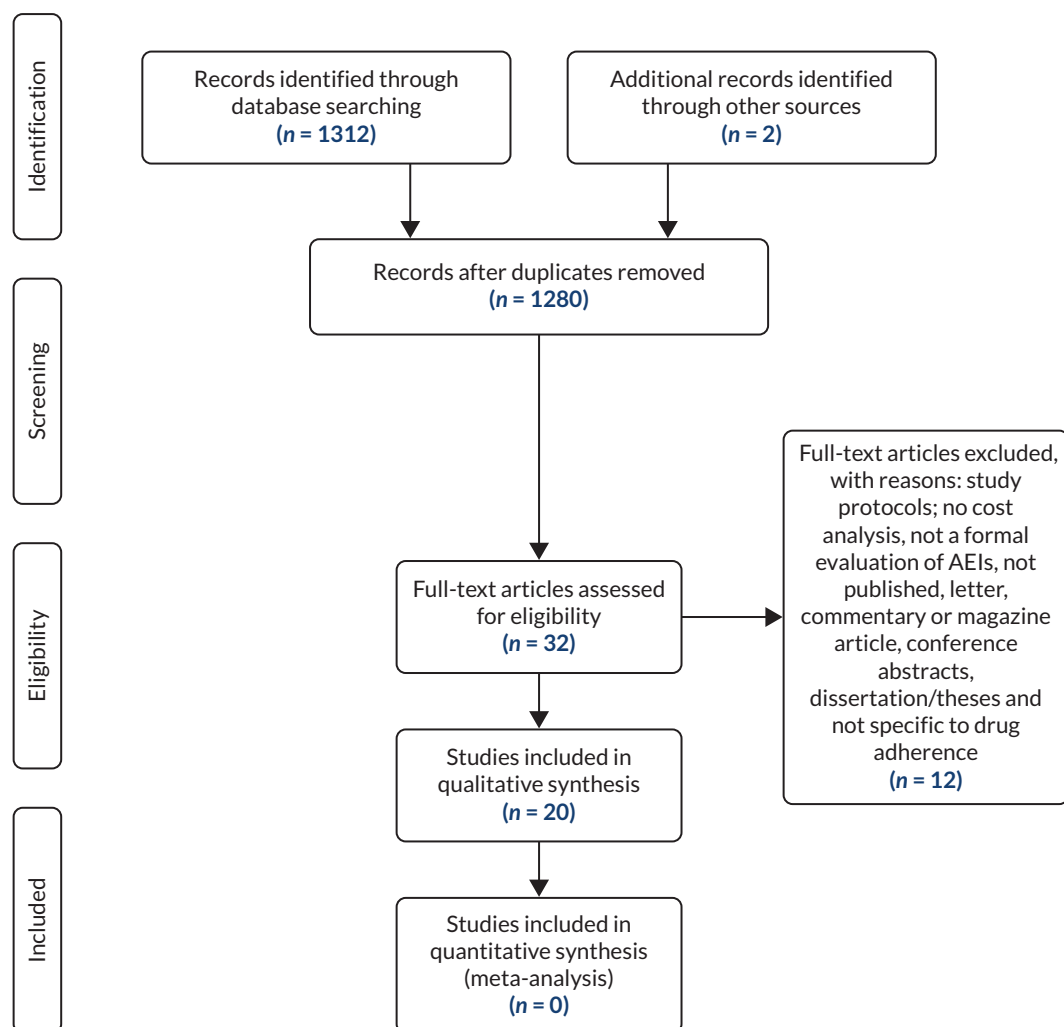 Identification
Records identified through
database searching
(n = 1312)
Additional records identified
through other sources
(n = 2)
Records after duplicates removed
(n = 1280)
Screening
Full-text articles excluded,
with reasons: study
protocols; no cost
analysis, not a formal
evaluation of AEIs, not
published, letter,
commentary or magazine
article, conference
abstracts,
dissertation/theses and
not specific to drug
adherence
(n = 12)
Eligibility
Full-text articles assessed
for eligibility
(n = 32)
Studies included in
qualitative synthesis
(n = 20)
Included
Studies included in
quantitative synthesis
(meta-analysis)
(n = 0)